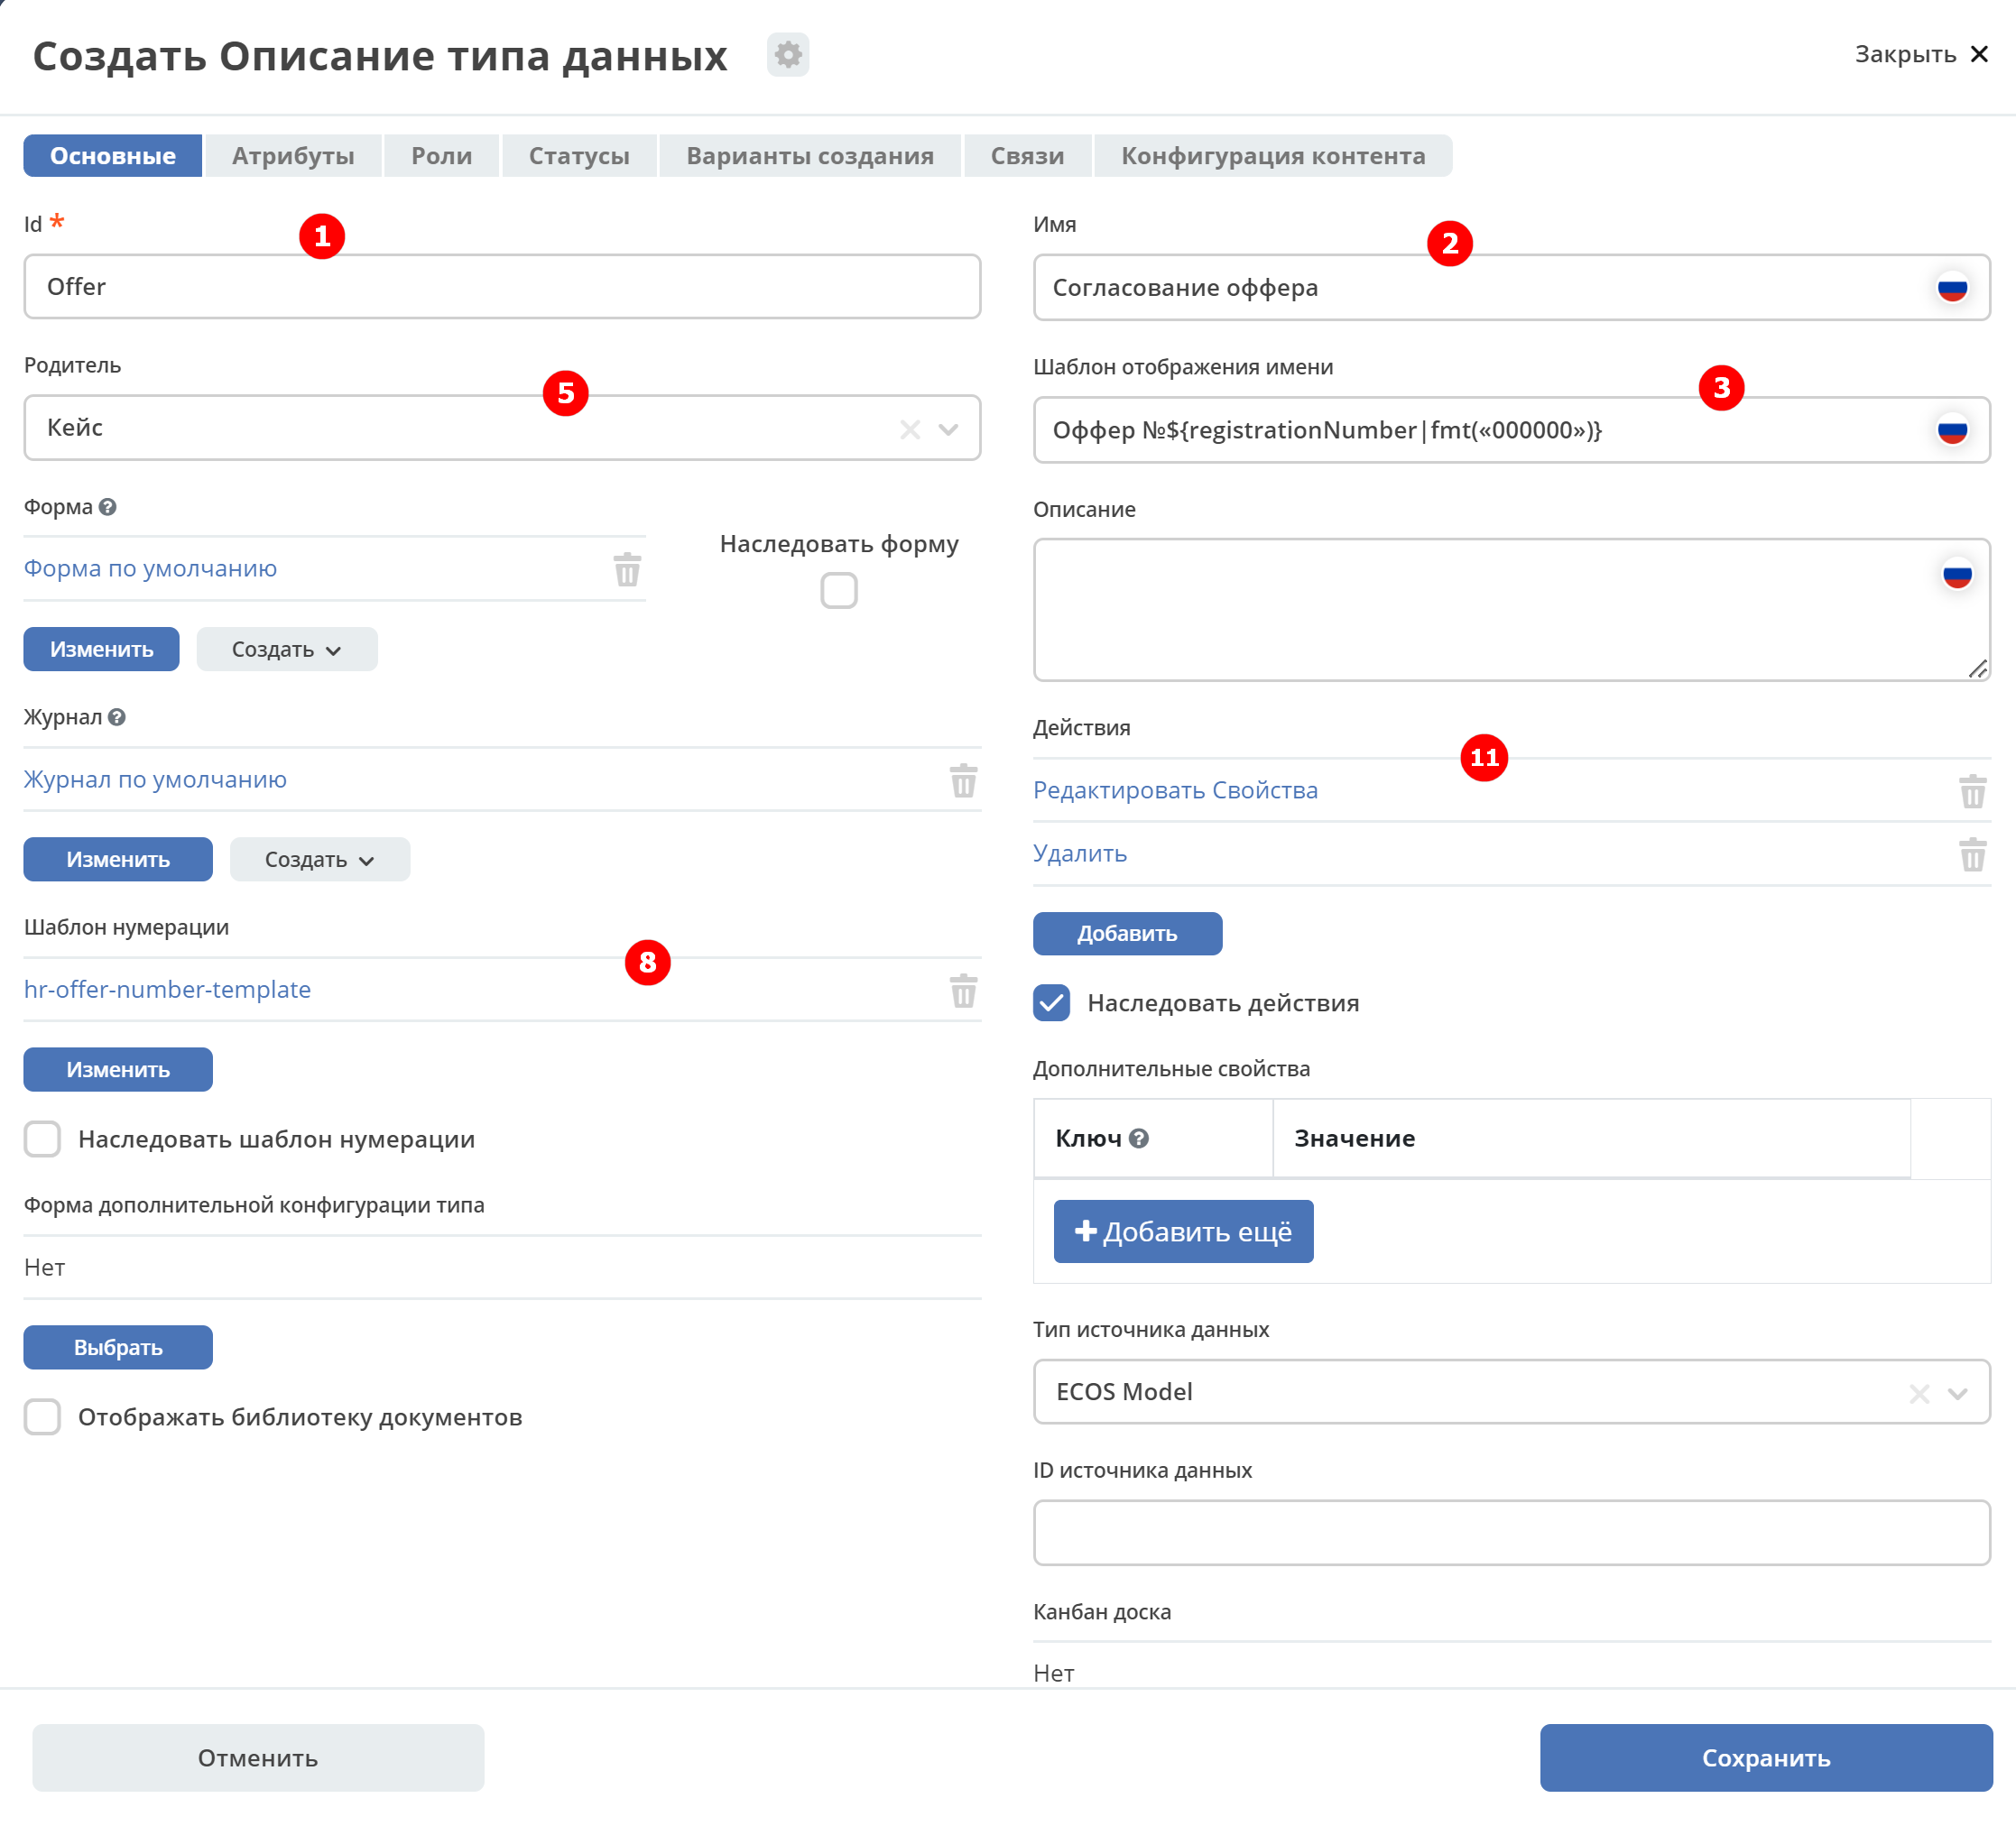 Создать Описание типа данных
Закрыть
Основные Атрибуты Роли Статусы Варианты создания Связи Конфигурация контента
Id *
1
Offer
Родитель
5
Кейс
Форма
Форма по умолчанию
Наследовать форму
Изменить Создать
Журнал
Журнал по умолчанию
Изменить Создать
Шаблон нумерации
8
hr-offer-number-template
Изменить
Наследовать шаблон нумерации
Форма дополнительной конфигурации типа
Нет
Выбрать
Отображать библиотеку документов
Имя
2
Согласование оффера
Шаблон отображения имени
3
Оффер №${registrationNumber|fmt(«000000»)}
Описание
Действия
11
Редактировать Свойства
Удалить
Добавить
Наследовать действия
Дополнительные свойства
Ключ Значение
Добавить ещё
Тип источника данных
ECOS Model
ID источника данных
Канбан доска
Нет
Отменить Сохранить